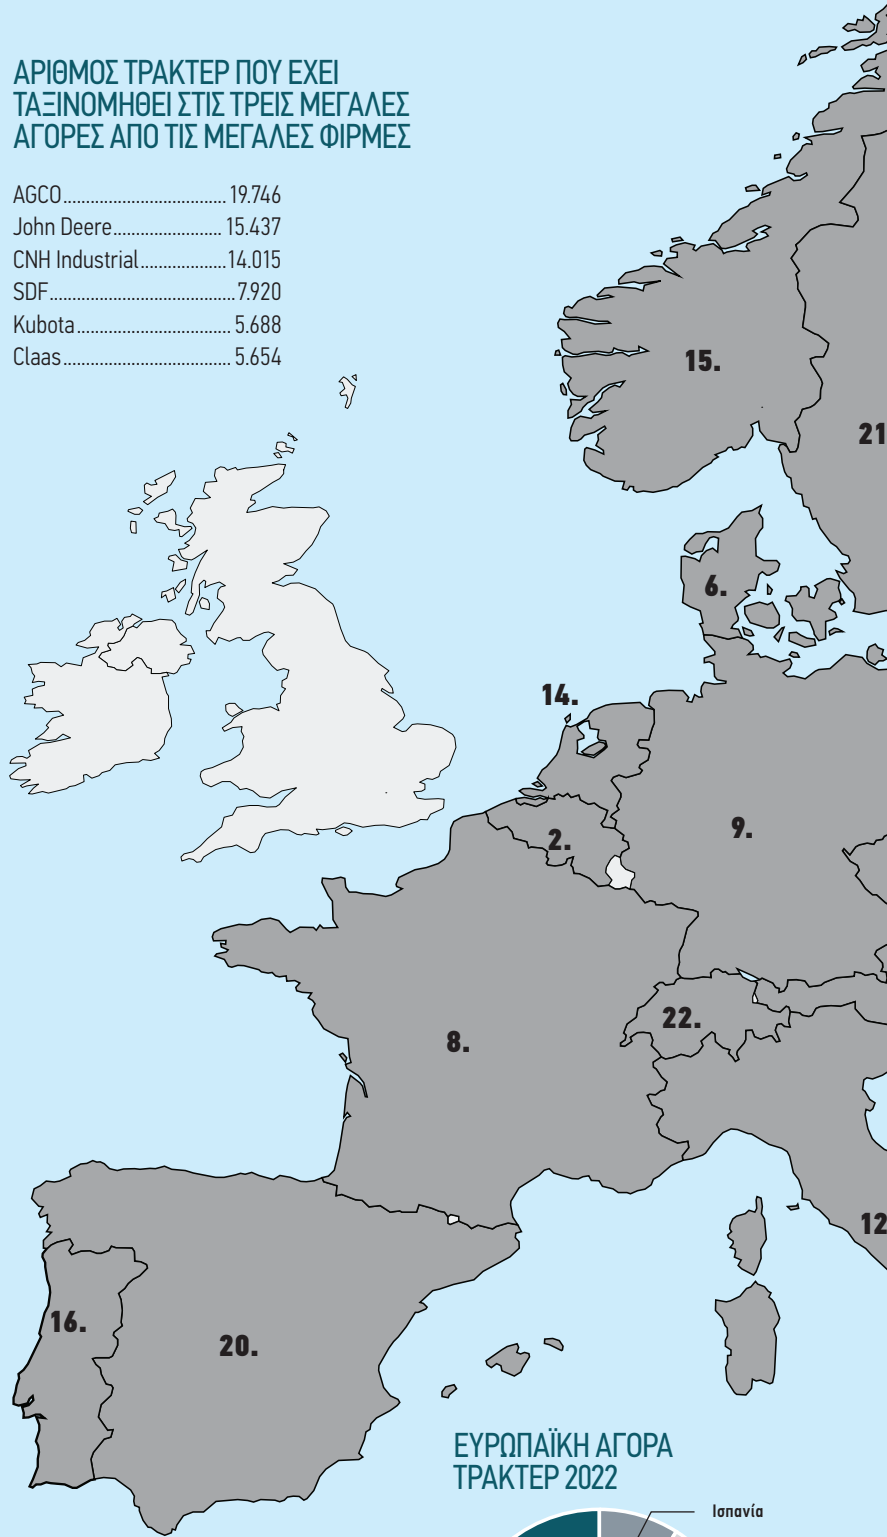 ΑΡΙΘΜΟΣ ΤΡΑΚΤΕΡ ΠΟΥ ΕΧΕΙ
ΤΑΞΙΝΟΜΗΘΕΙ ΣΤΙΣ ΤΡΕΙΣ ΜΕΓΑΛΕΣ
ΑΓΟΡΕΣ ΑΠΟ ΤΙΣ ΜΕΓΑΛΕΣ ΦΙΡΜΕΣ
AGCO.................................. 19.746
John Deere....................... 15.437
CNH Industrial..................14.015
SDF.......................................7.920
Kubota................................ 5.688
Claas................................... 5.654
15.
21
6.
14.
2.
9.
22.
8.
12
16.
20.
ΕΥΡΩΠΑΪΚΗ ΑΓΟΡΑ
ΤΡΑΚΤΕΡ 2022
Ισπανία